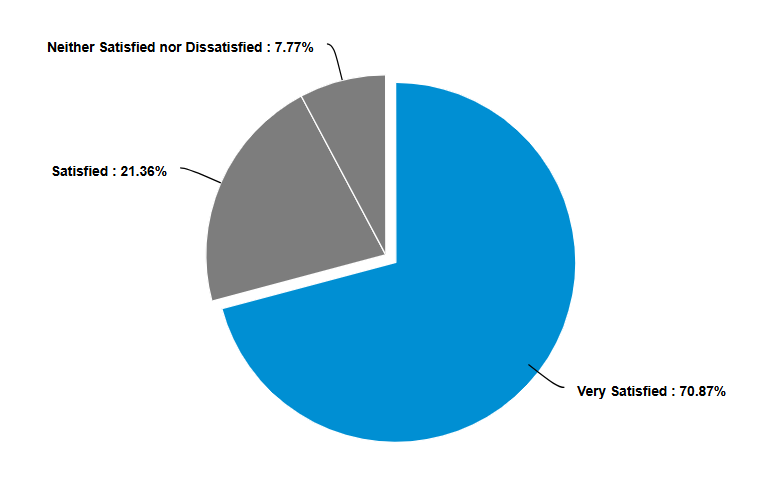 Neither Satisfied nor Dissatisfied : 7.77%
Satisfied : 21.36%
Very Satisfied : 70.87%